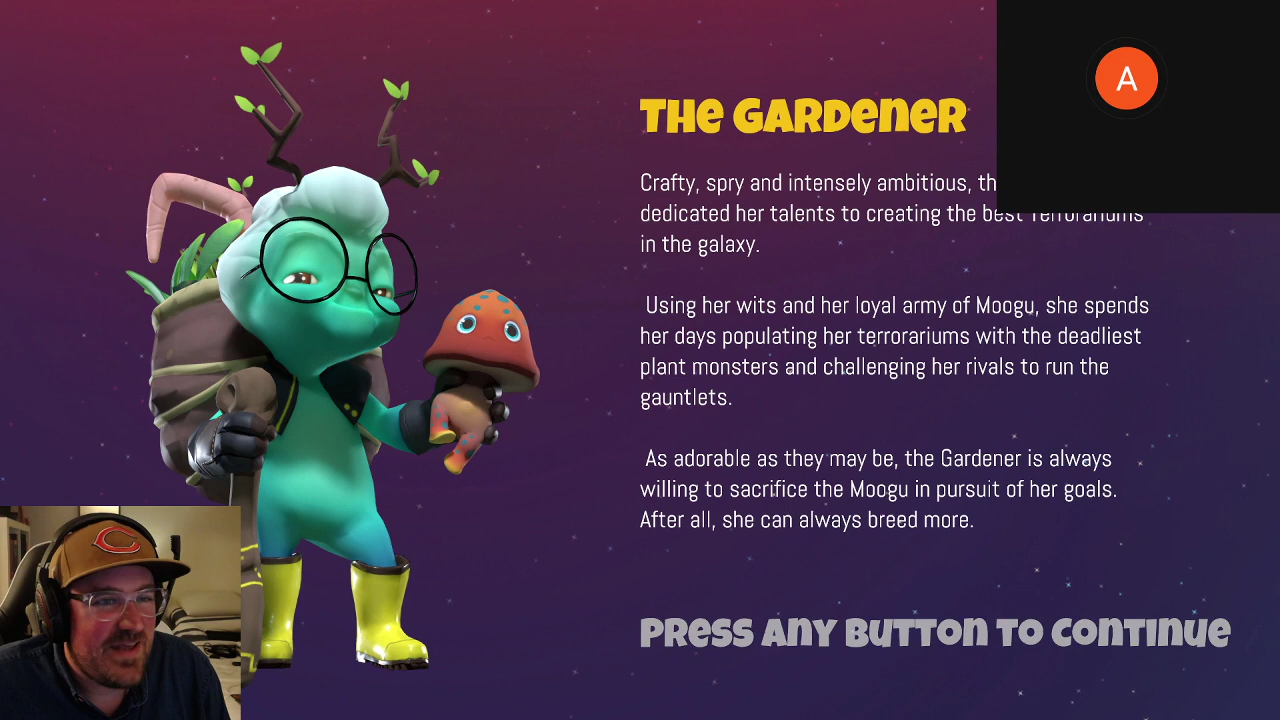 A
THE GARDENER
Crafty, spry and intensely ambitious,
dedicated her talents to creating the best Terrorariums
in the galaxy.
Using her wits and her loyal army of Moogu, she spends
her days populating her terrorariums with the deadliest
plant monsters and challenging her rivals to run the
gauntlets.
As adorable as they may be, the Gardener is always
willing to sacrifice the Moogu in pursuit of her goals.
After all, she can always breed more.
C
PRESS ANY BUTTON TO CONTINUE